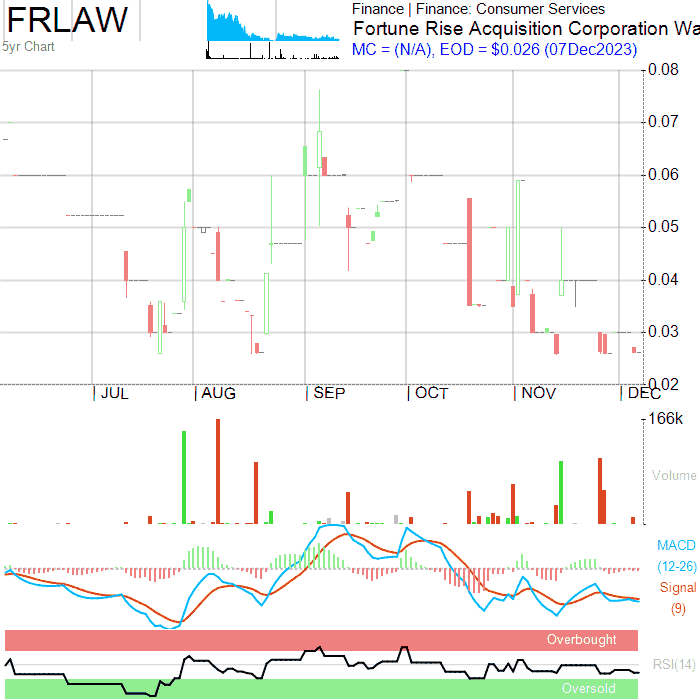 FRLAW
5yr Chart
Finance | Finance: Consumer Services
Fortune Rise Acquisition Corporation Wa
MC = (N/A), EOD = $0.026 (07Dec2023)
0.08
0.07
0.06
0.05
0.04
0.03
0.02
JUL AUG SEP OCT NOV DEC
166k
Volume
MACD
(12-26)
Signal
(9)
Overbought
RSI(14)
Oversold